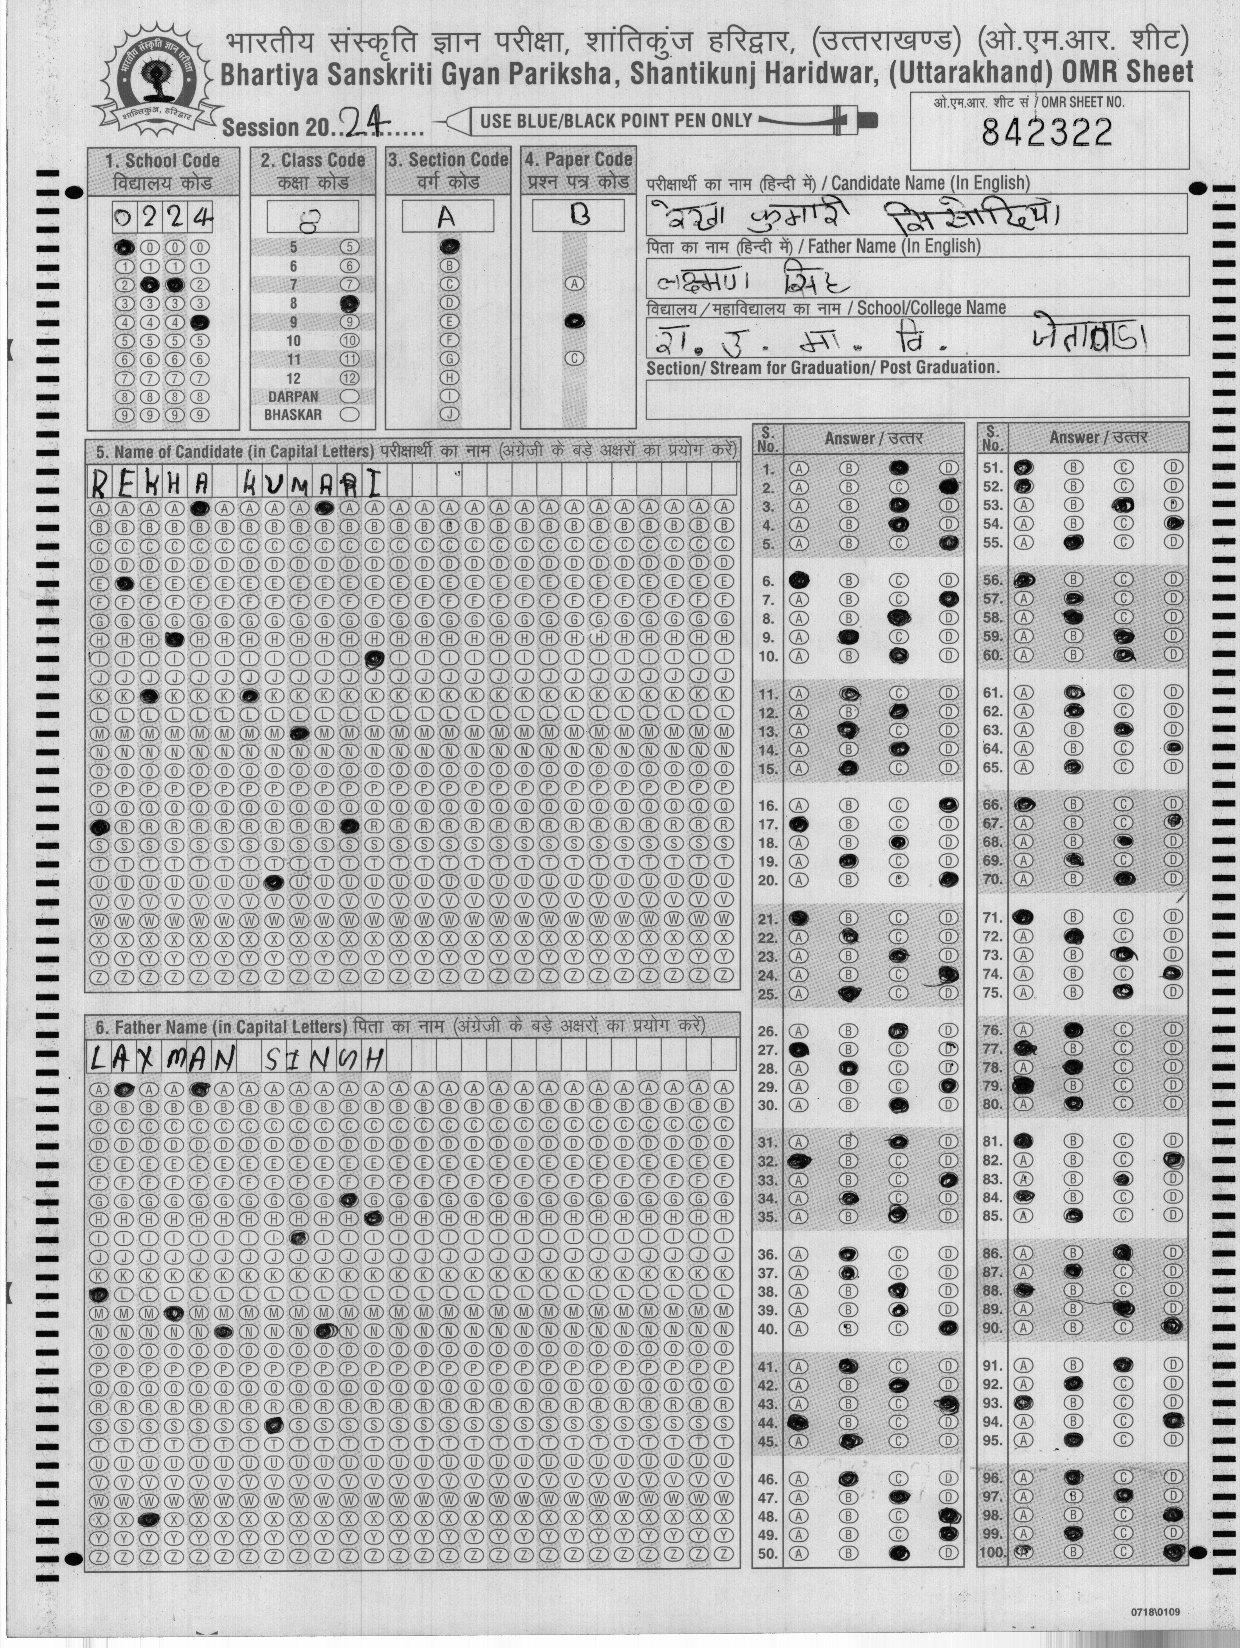 भारतीय संस्कृति ज्ञान परीक्षा, शांतिकुंज हरिद्वार, (उत्तराखण्ड) (ओ.एम.आर. शीट)
Bhartiya Sanskriti Gyan Pariksha, Shantikunj Haridwar, (Uttarakhand) OMR Sheet
Session 2024 USE BLUE/BLACK POINT PEN ONLY
ओ.एम.आर. शीट सं / OMR SHEET NO.
842322
1. School Code
विद्यालय कोड
0224
2. Class Code
कक्षा कोड
8
5
6
7
8
9
10
11
12
DARPAN
BHASKAR
3. Section Code
वर्ग कोड
A
4. Paper Code
प्रश्न पत्र कोड
B
परीक्षार्थी का नाम (हिन्दी में) / Candidate Name (In English)
रेखा कुमारी सिसोदिया
पिता का नाम (हिन्दी में) / Father Name (In English)
लक्ष्मण सिंह
विद्यालय/महाविद्यालय का नाम / School/College Name
रा. उ. मा. वि. जेतावाडा
Section/ Stream for Graduation/ Post Graduation.
5. Name of Candidate (in Capital Letters) परीक्षार्थी का नाम (अंग्रेजी के बड़े अक्षरों का प्रयोग करें)
REKHA KUMARI
6. Father Name (in Capital Letters) पिता का नाम (अंग्रेजी के बड़े अक्षरों का प्रयोग करें)
LAXMAN SINGH
S. No. Answer / उत्तर
S. No. Answer / उत्तर
0718\0109